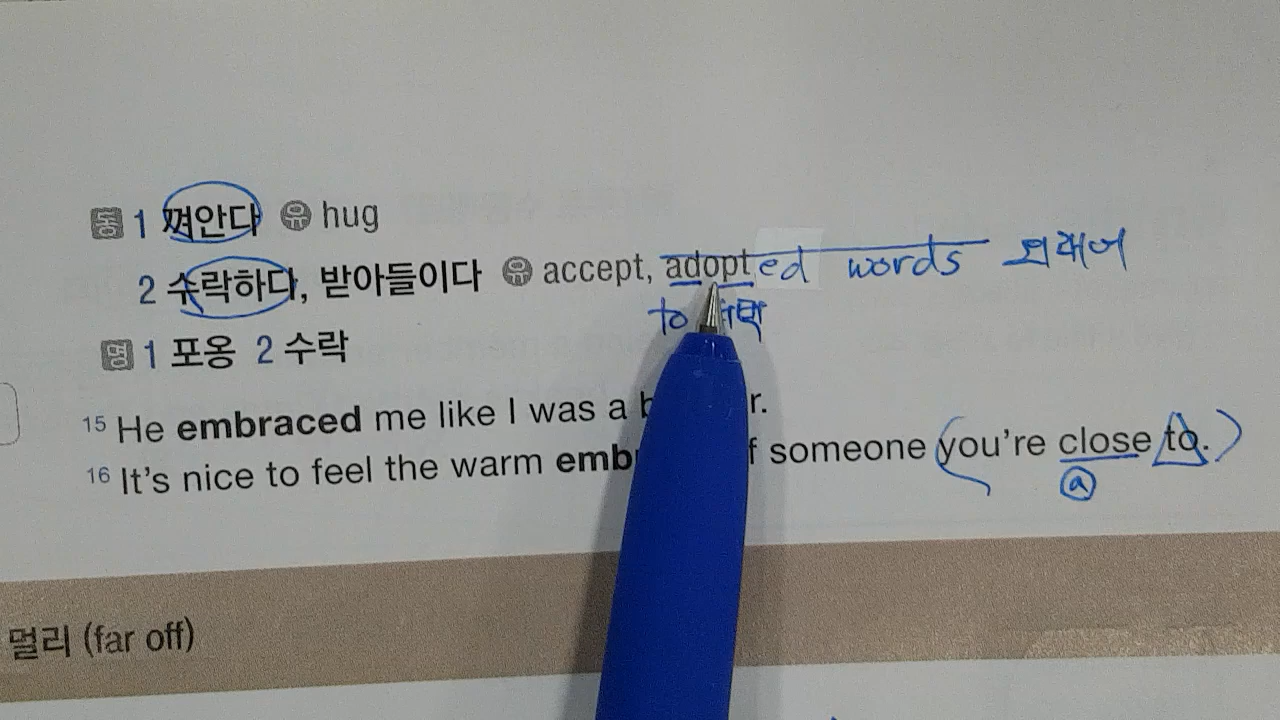 동 1 껴안다 유 hug
2 수락하다, 받아들이다 유 accept, adopted words 외래어
to
명 1 포옹 2 수락
15 He embraced me like I was a
16 It's nice to feel the warm someone you're close to.
a
멀리 (far off)